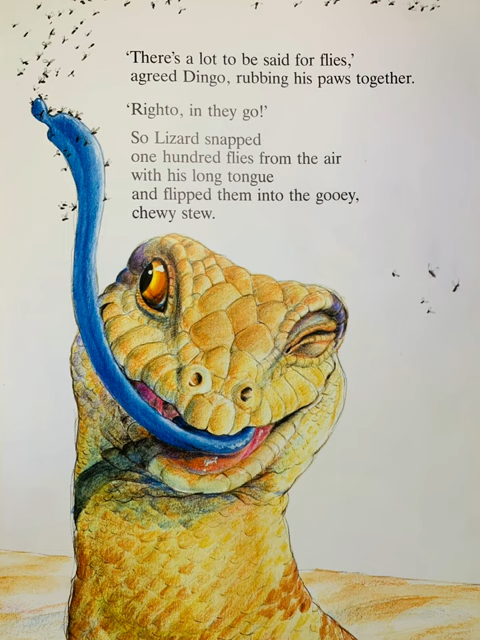 ‘There’s a lot to be said for flies,’
agreed Dingo, rubbing his paws together.
‘Righto, in they go!’
So Lizard snapped
one hundred flies from the air
with his long tongue
and flipped them into the gooey,
chewy stew.